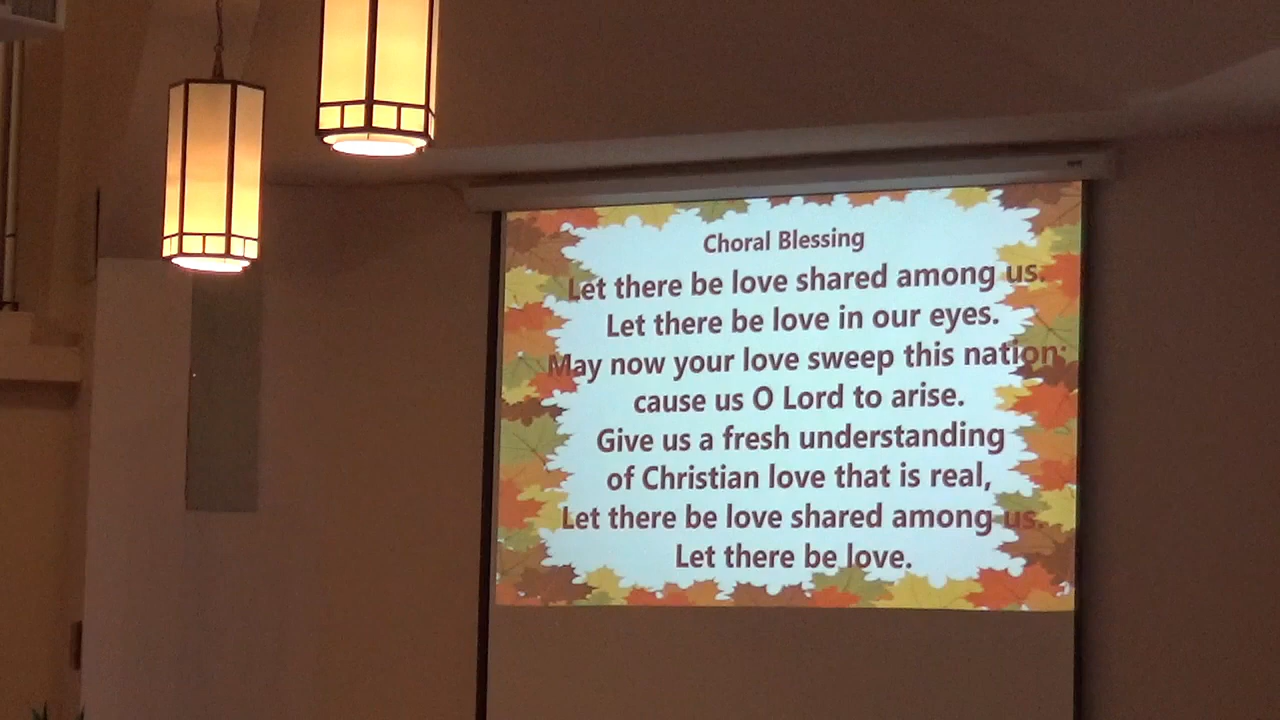 Choral Blessing
Let there be love shared among us.
Let there be love in our eyes.
May now your love sweep this nation;
cause us O Lord to arise.
Give us a fresh understanding
of Christian love that is real,
Let there be love shared among us.
Let there be love.